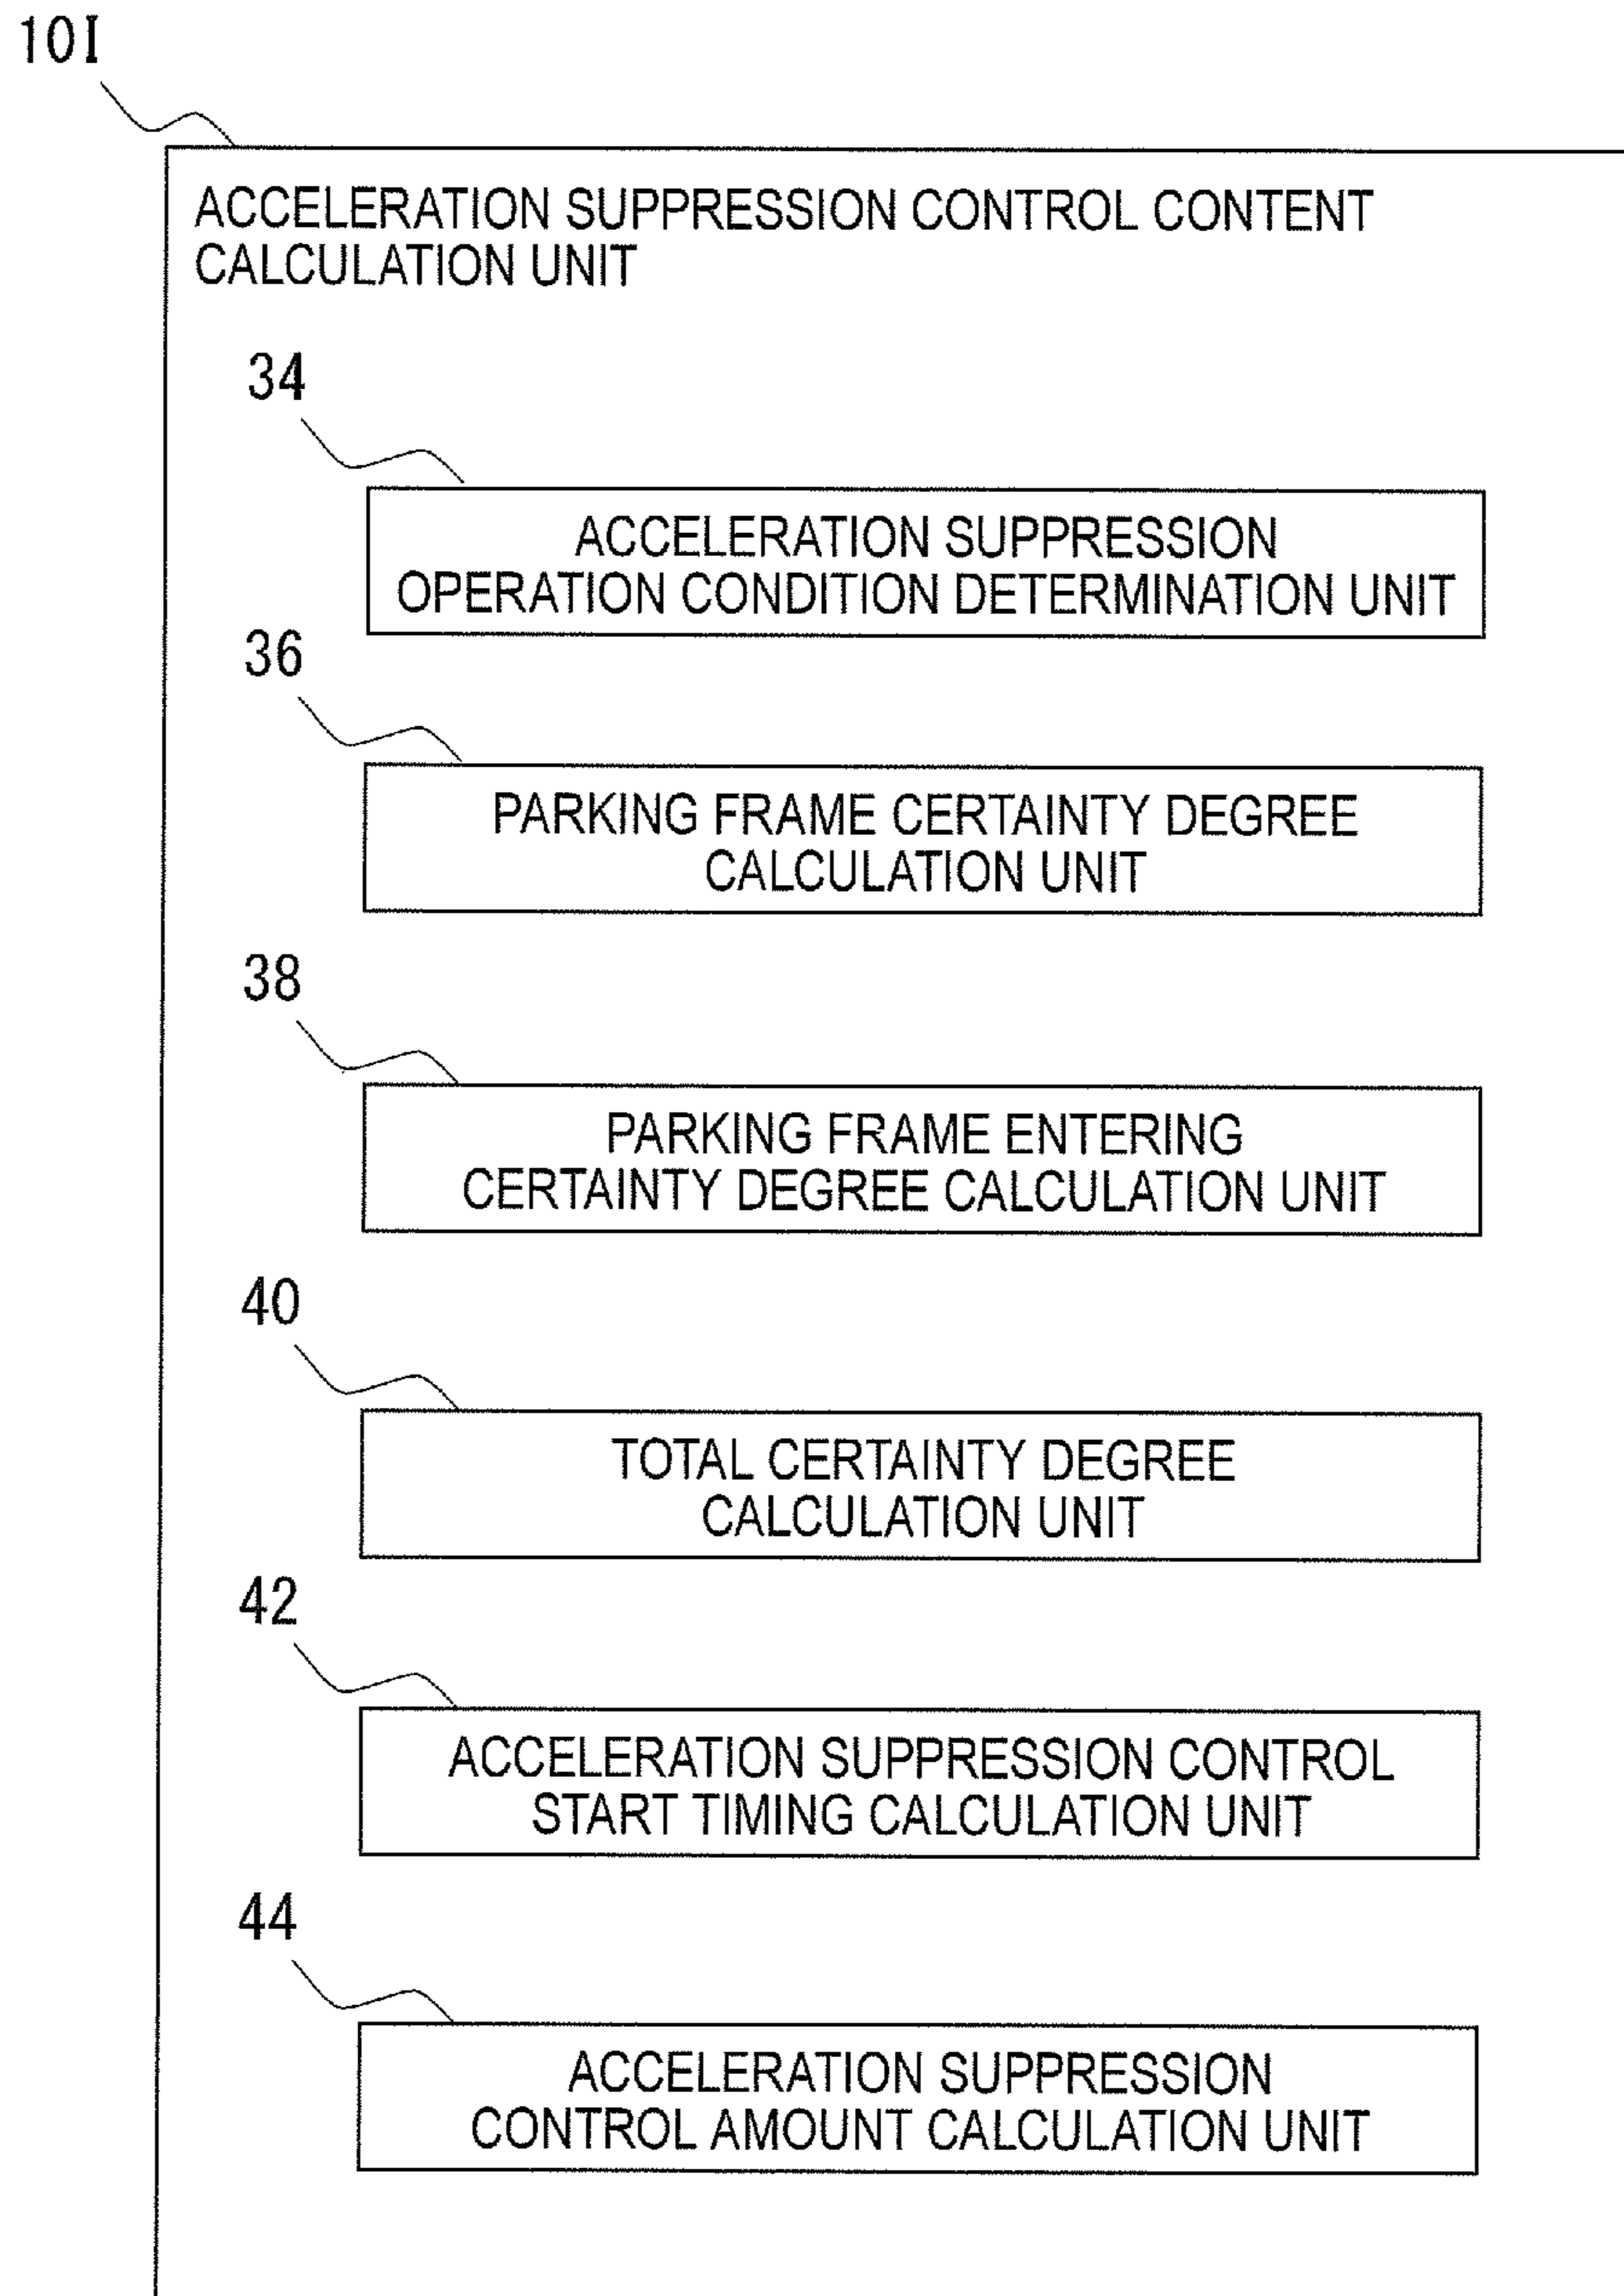 10I
ACCELERATION SUPPRESSION CONTROL CONTENT
CALCULATION UNIT
34
ACCELERATION SUPPRESSION
OPERATION CONDITION DETERMINATION UNIT
36
PARKING FRAME CERTAINTY DEGREE
CALCULATION UNIT
38
PARKING FRAME ENTERING
CERTAINTY DEGREE CALCULATION UNIT
40
TOTAL CERTAINTY DEGREE
CALCULATION UNIT
42
ACCELERATION SUPPRESSION CONTROL
START TIMING CALCULATION UNIT
44
ACCELERATION SUPPRESSION
CONTROL AMOUNT CALCULATION UNIT